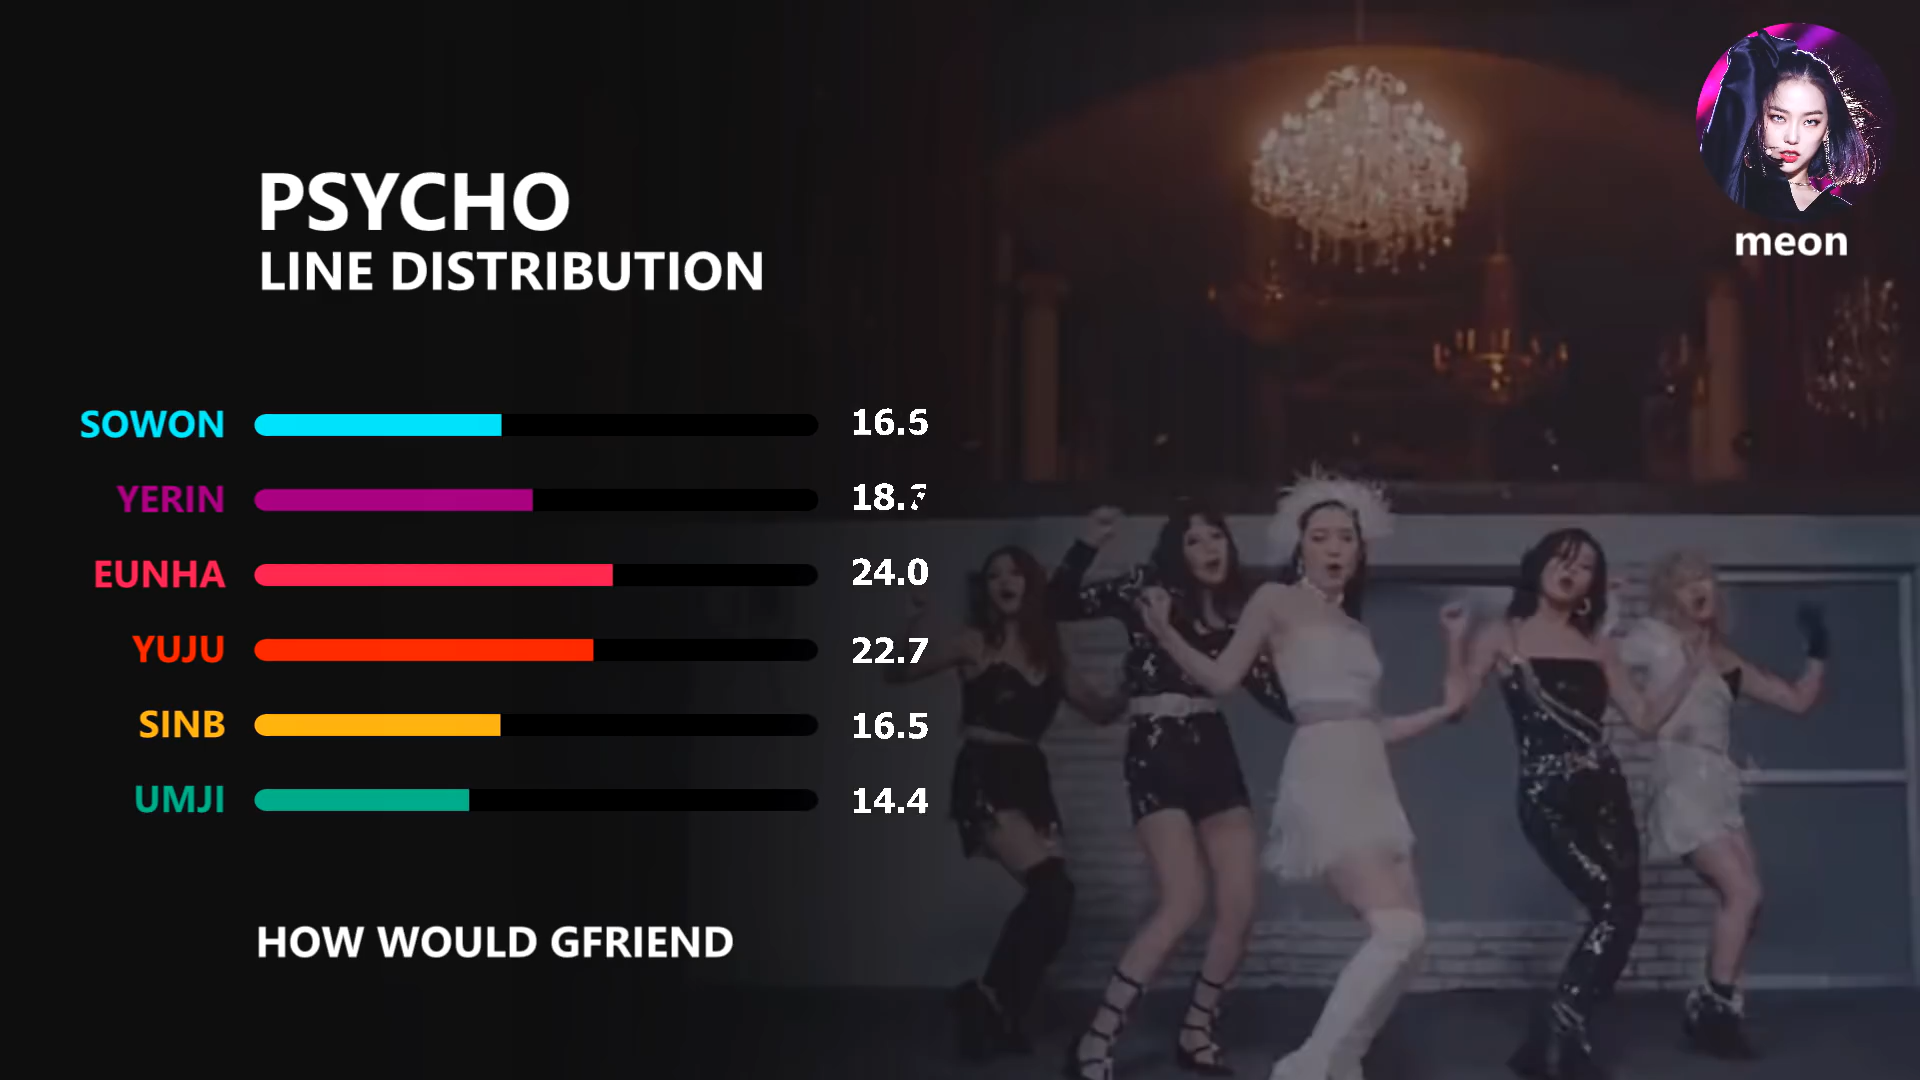 meon
PSYCHO
LINE DISTRIBUTION
SOWON 16.5
YERIN
EUNHA 24.0
YUJU 22.7
SINB 16.5
UMJI 14.4
HOW WOULD GFRIEND